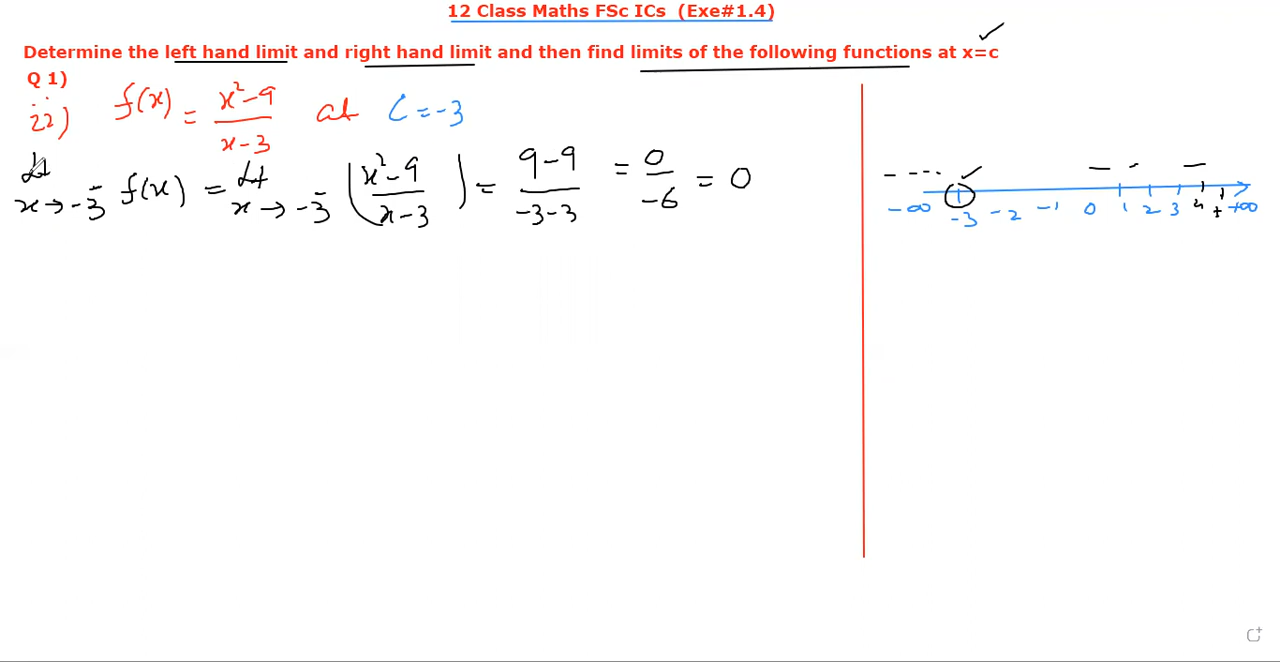 12 Class Maths FSc ICs (Exe#1.4)
Determine the left hand limit and right hand limit and then find limits of the following functions at x=c
Q 1)
ii) f(x) = x²-9 / x-3 at C = -3
Lt x→-3⁻ f(x) = Lt x→-3⁻ (x²-9 / x-3) = 9-9 / -3-3 = 0 / -6 = 0
-∞ -3 -2 -1 0 1 2 3 4 +∞